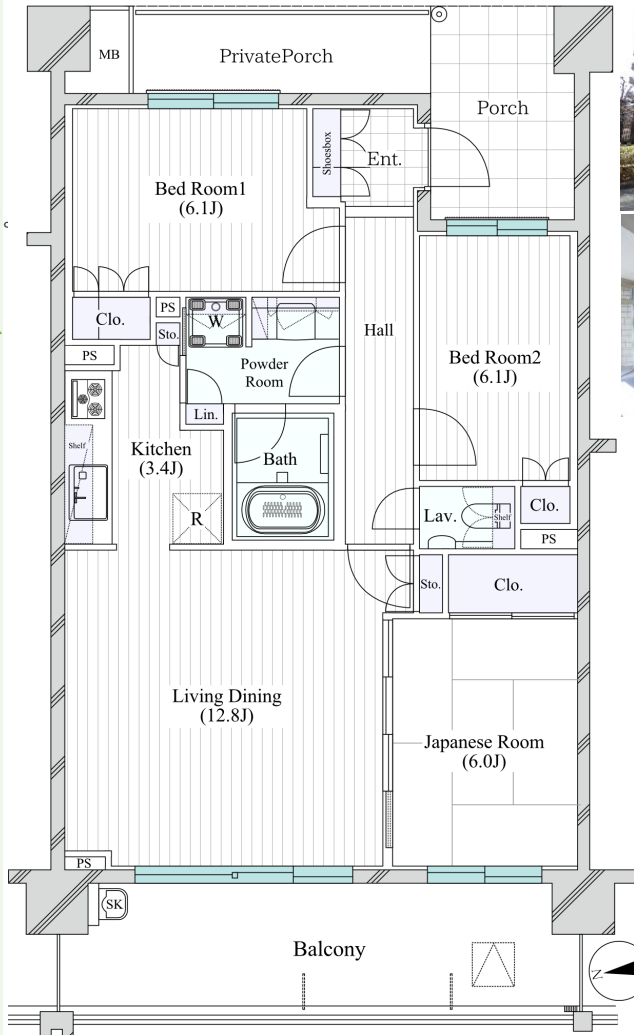 MB
PrivatePorch
Porch
Shoesbox
Ent.
Bed Room1
(6.1J)
Clo.
PS
W
Sto.
PS
Powder
Room
Hall
Bed Room2
(6.1J)
Lin.
Kitchen
(3.4J)
Shelf
Bath
R
Lav.
Shelf
Clo.
PS
Sto.
Clo.
Living Dining
(12.8J)
Japanese Room
(6.0J)
PS
SK
Balcony
N